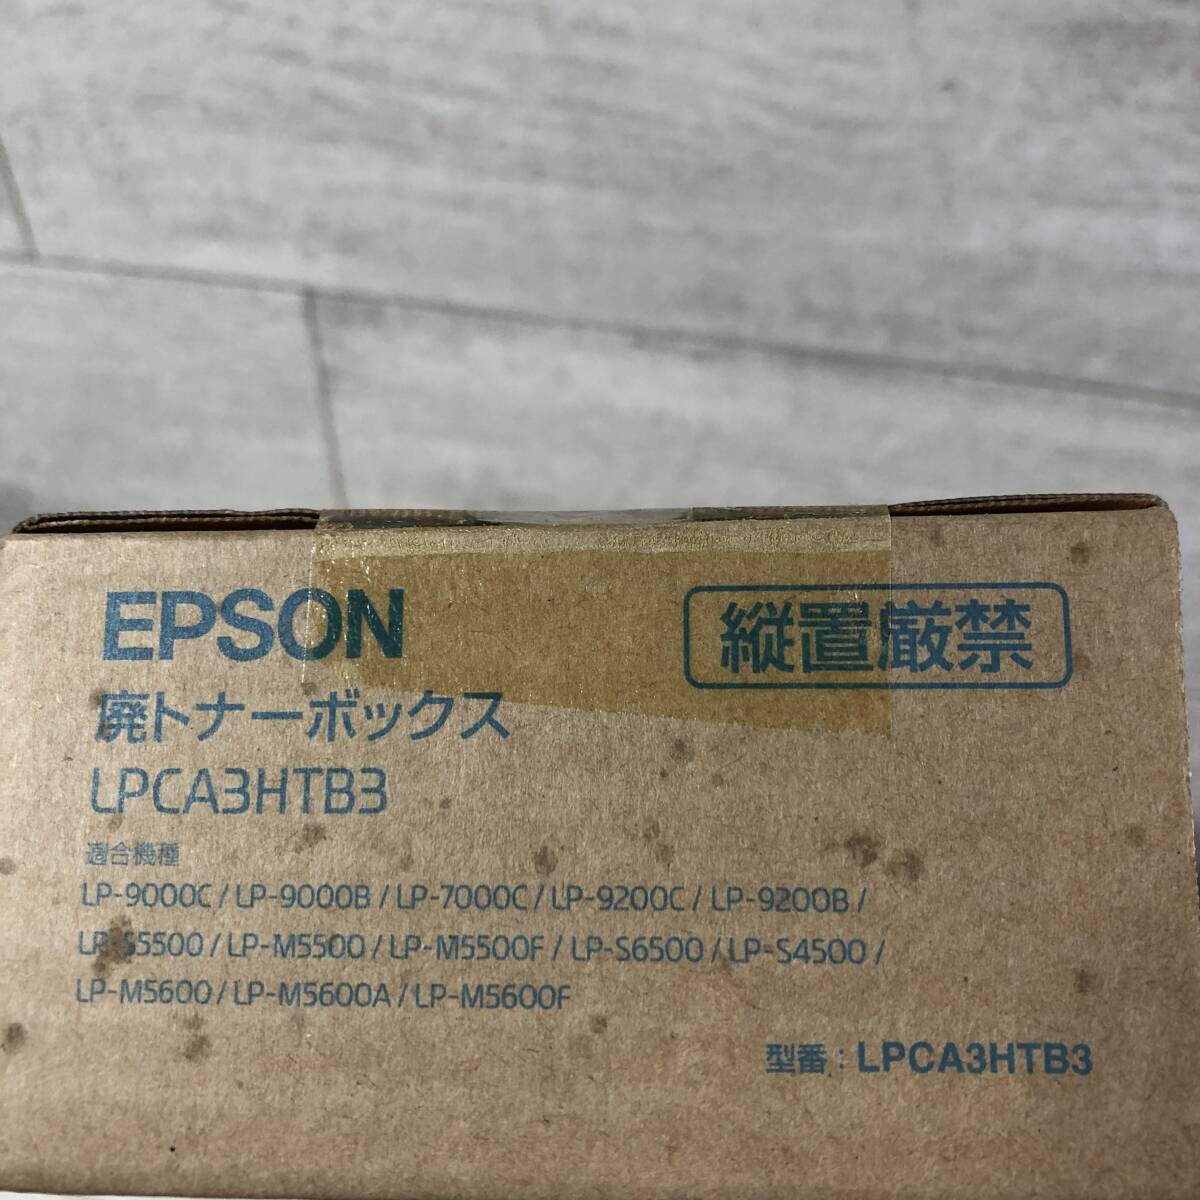 EPSON
縦置厳禁
廃トナーボックス
LPCA3HTB3
適合機種
LP-9000C / LP-9000B / LP-7000C / LP-9200C / LP-9200B /
LP-S5500 / LP-M5500 / LP-M5500F / LP-S6500 / LP-S4500 /
LP-M5600 / LP-M5600A / LP-M5600F
型番 : LPCA3HTB3